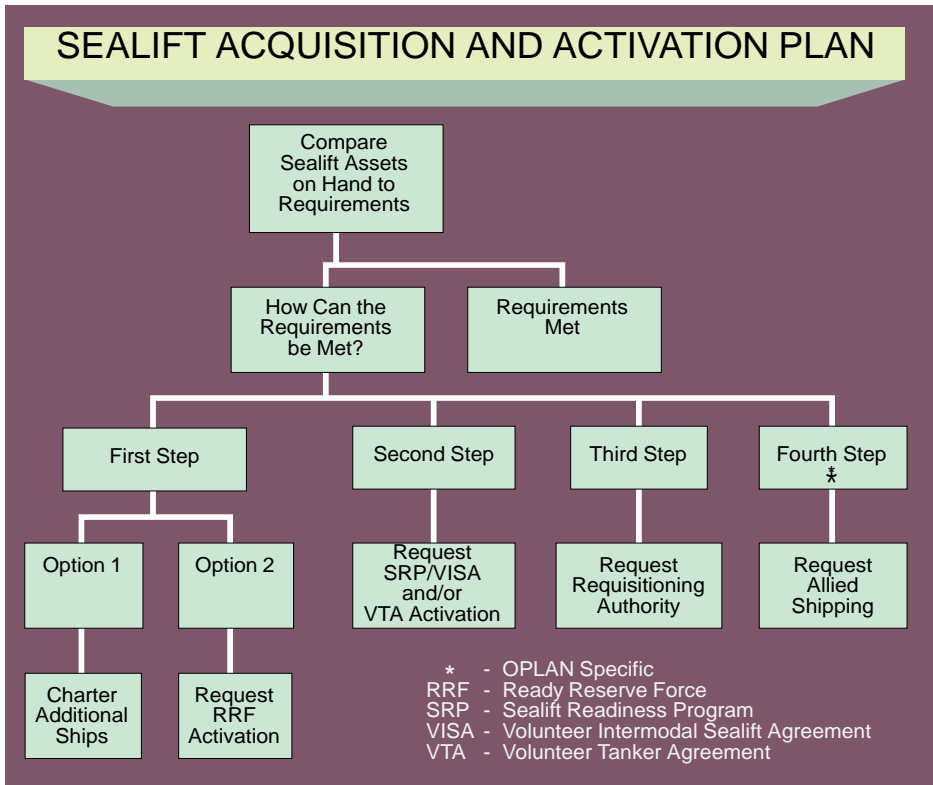 SEALIFT ACQUISITION AND ACTIVATION PLAN
Compare
Sealift Assets
on Hand to
Requirements
How Can the
Requirements
be Met?
Requirements
Met
First Step
Second Step
Third Step
Fourth Step
*
Option 1
Option 2
Request
SRP/VISA
and/or
VTA Activation
Request
Requisitioning
Authority
Request
Allied
Shipping
Charter
Additional
Ships
Request
RRF
Activation
* - OPLAN Specific
RRF - Ready Reserve Force
SRP - Sealift Readiness Program
VISA - Volunteer Intermodal Sealift Agreement
VTA - Volunteer Tanker Agreement